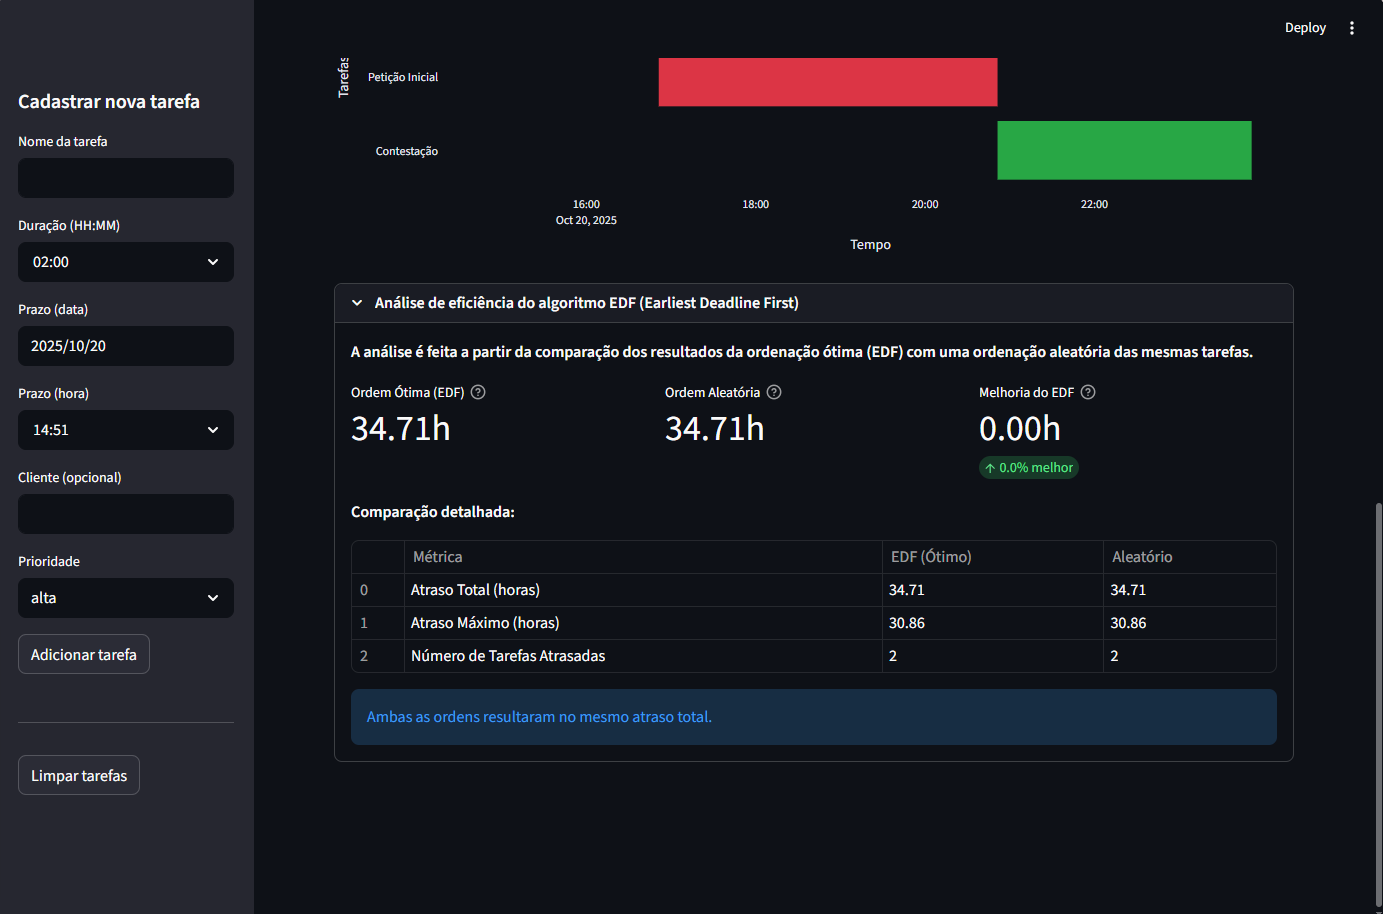 Deploy
Cadastrar nova tarefa
Nome da tarefa
Duração (HH:MM)
02:00
Prazo (data)
2025/10/20
Prazo (hora)
14:51
Cliente (opcional)
Prioridade
alta
Adicionar tarefa
Limpar tarefas
Tarefas
Petição Inicial
Contestação
16:00 18:00 20:00 22:00
Oct 20, 2025
Tempo
Análise de eficiência do algoritmo EDF (Earliest Deadline First)
A análise é feita a partir da comparação dos resultados da ordenação ótima (EDF) com uma ordenação aleatória das mesmas tarefas.
Ordem Ótima (EDF) Ordem Aleatória Melhoria do EDF
34.71h 34.71h 0.00h
↑ 0.0% melhor
Comparação detalhada:
Métrica EDF (Ótimo) Aleatório
0 Atraso Total (horas) 34.71 34.71
1 Atraso Máximo (horas) 30.86 30.86
2 Número de Tarefas Atrasadas 2 2
Ambas as ordens resultaram no mesmo atraso total.